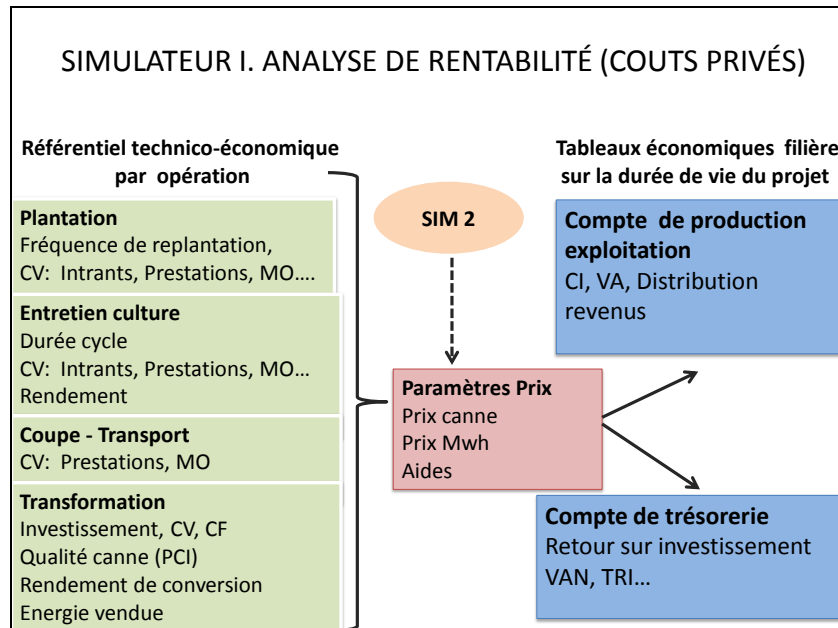 SIMULATEUR I. ANALYSE DE RENTABILITÉ (COUTS PRIVÉS)
Référentiel technico-économique
par opération
Plantation
Fréquence de replantation,
CV: Intrants, Prestations, MO….
Entretien culture
Durée cycle
CV: Intrants, Prestations, MO…
Rendement
Coupe - Transport
CV: Prestations, MO
Transformation
Investissement, CV, CF
Qualité canne (PCI)
Rendement de conversion
Energie vendue
SIM 2
Paramètres Prix
Prix canne
Prix Mwh
Aides
Tableaux économiques filière
sur la durée de vie du projet
Compte de production
exploitation
CI, VA, Distribution
revenus
Compte de trésorerie
Retour sur investissement
VAN, TRI…